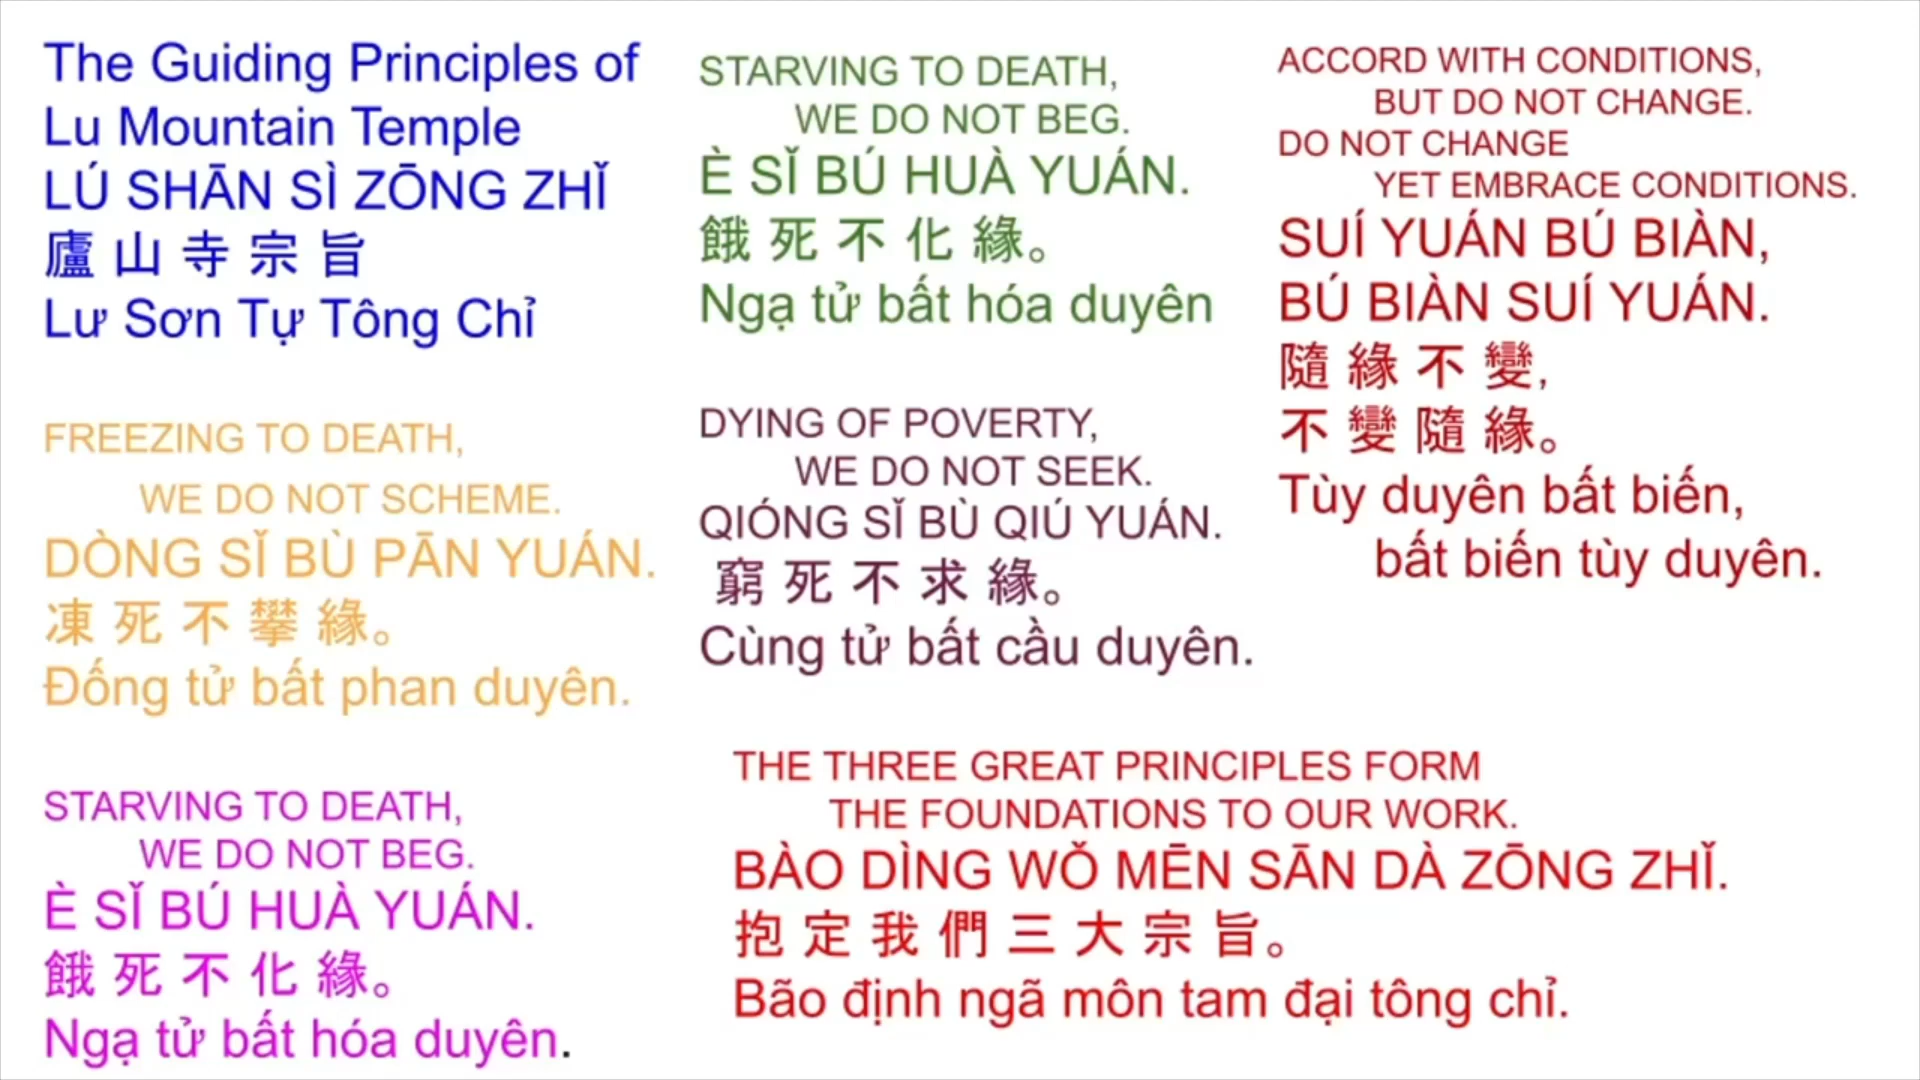 The Guiding Principles of
Lu Mountain Temple
LÚ SHĀN SÌ ZŌNG ZHǏ
廬 山 寺 宗 旨
Lư Sơn Tự Tông Chỉ
FREEZING TO DEATH,
WE DO NOT SCHEME.
DÒNG SǏ BÙ PĀN YUÁN.
凍 死 不 攀 緣。
Đống tử bất phan duyên.
STARVING TO DEATH,
WE DO NOT BEG.
È SǏ BÚ HUÀ YUÁN.
餓 死 不 化 緣。
Ngạ tử bất hóa duyên.
STARVING TO DEATH,
WE DO NOT BEG.
È SǏ BÚ HUÀ YUÁN.
餓 死 不 化 緣。
Ngạ tử bất hóa duyên
DYING OF POVERTY,
WE DO NOT SEEK.
QIÓNG SǏ BÙ QIÚ YUÁN.
窮 死 不 求 緣。
Cùng tử bất cầu duyên.
ACCORD WITH CONDITIONS,
BUT DO NOT CHANGE.
DO NOT CHANGE
YET EMBRACE CONDITIONS.
SUÍ YUÁN BÚ BIÀN,
BÚ BIÀN SUÍ YUÁN.
隨 緣 不 變,
不 變 隨 緣。
Tùy duyên bất biến,
bất biến tùy duyên.
THE THREE GREAT PRINCIPLES FORM
THE FOUNDATIONS TO OUR WORK.
BÀO DÌNG WǑ MĒN SĀN DÀ ZŌNG ZHǏ.
抱 定 我 們 三 大 宗 旨。
Bão định ngã môn tam đại tông chỉ.